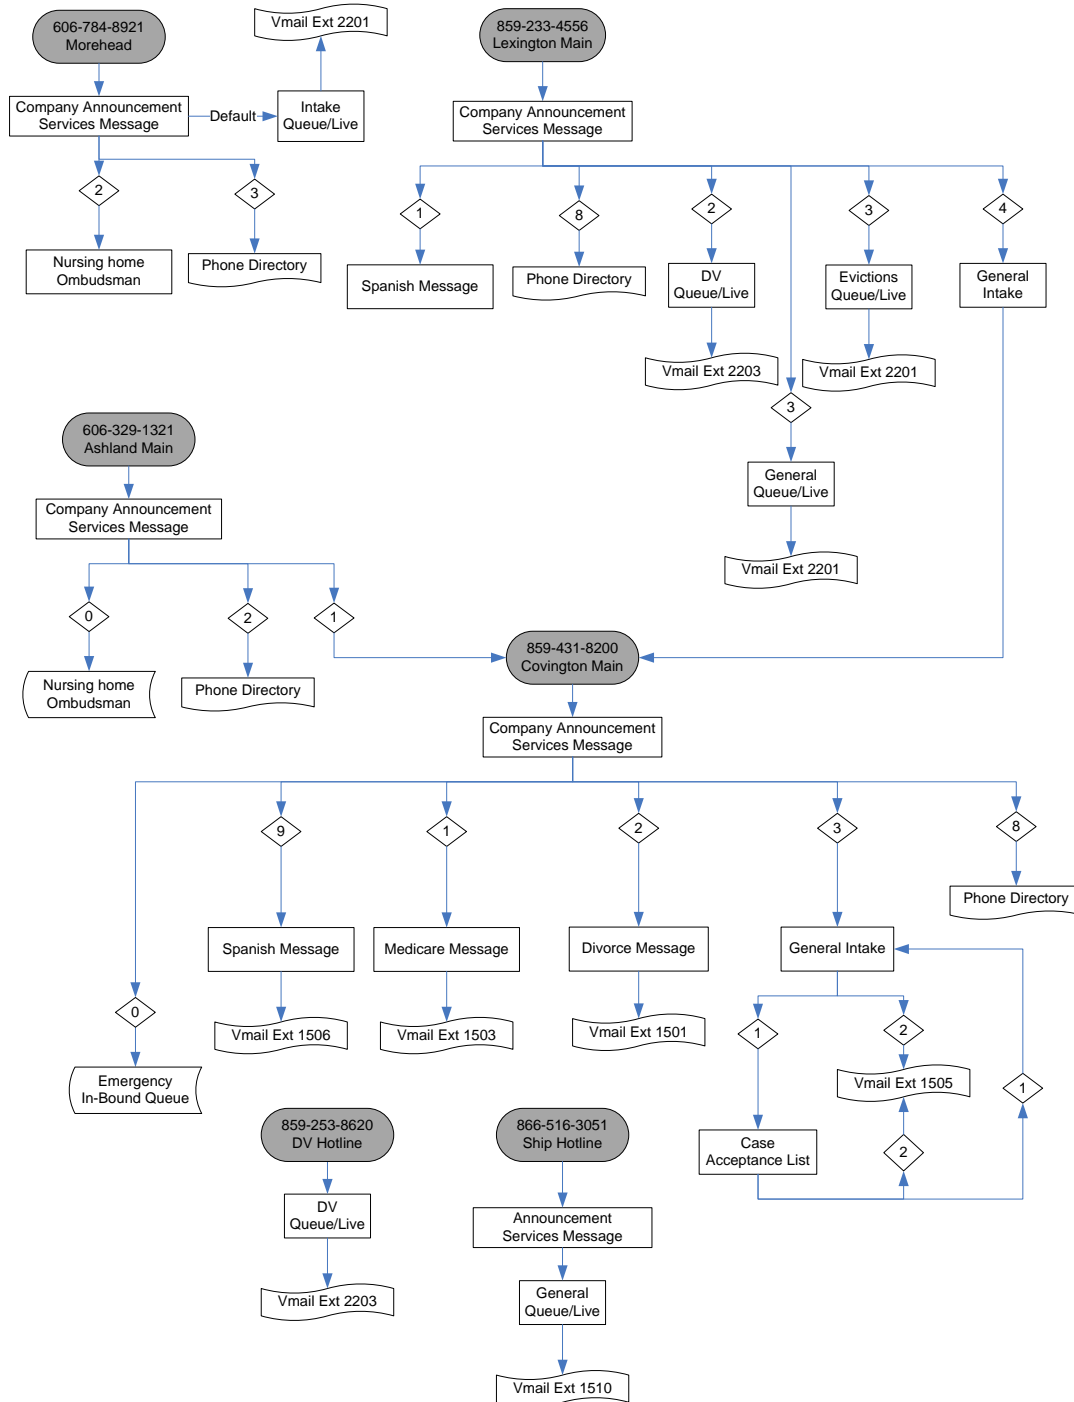 Vmail Ext 2201
606-784-8921
Morehead
859-233-4556
Lexington Main
Company Announcement
Services Message
Default
Intake
Queue/Live
Company Announcement
Services Message
2
3
Nursing home
Ombudsman
Phone Directory
1
8
2
3
4
Spanish Message
Phone Directory
DV
Queue/Live
Evictions
Queue/Live
General
Intake
Vmail Ext 2203
Vmail Ext 2201
3
General
Queue/Live
Vmail Ext 2201
606-329-1321
Ashland Main
Company Announcement
Services Message
0
2
1
Nursing home
Ombudsman
Phone Directory
859-431-8200
Covington Main
Company Announcement
Services Message
9
1
2
3
8
Phone Directory
Spanish Message
Medicare Message
Divorce Message
General Intake
0
Vmail Ext 1506
Vmail Ext 1503
Vmail Ext 1501
1
2
Emergency
In-Bound Queue
Vmail Ext 1505
1
Case
Acceptance List
2
859-253-8620
DV Hotline
866-516-3051
Ship Hotline
DV
Queue/Live
Announcement
Services Message
Vmail Ext 2203
General
Queue/Live
Vmail Ext 1510